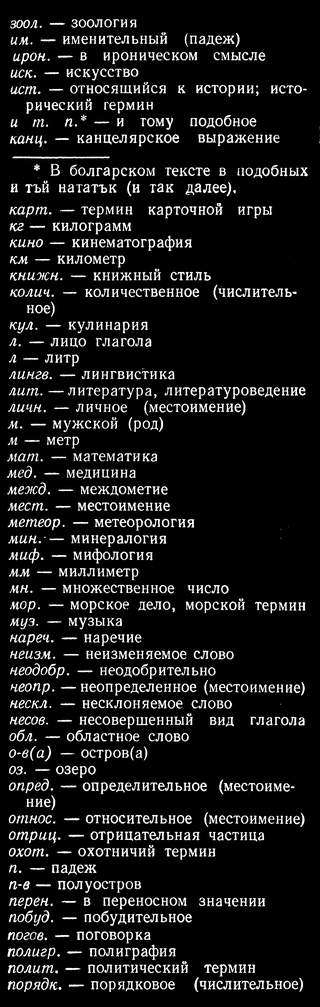 зоол. — зоология
им. — именительный (падеж)
ирон. — в ироническом смысле
иск. — искусство
ист. — относящийся к истории; исто-
рический гермин
и т. п.* — и тому подобное
канц. — канцелярское выражение
* В болгарском тексте в подобных
и тъй нататък (и так далее).
карт. — термин карточной игры
кг — килограмм
кино — кинематография
км — километр
книжн. — книжный стиль
колич. — количественное (числитель-
ное)
кул. — кулинария
л. — лицо глагола
л — литр
лингв. — лингвистика
лит. — литература, литературоведение
личн. — личное (местоимение)
м. — мужской (род)
м — метр
мат. — математика
мед. — медицина
межд. — междометие
мест. — местоимение
метеор. — метеорология
мин. — минералогия
миф. — мифология
мм — миллиметр
мн. — множественное число
мор. — морское дело, морской термин
муз. — музыка
нареч. — наречие
неизм. — неизменяемое слово
неодобр. — неодобрительно
неопр. — неопределенное (местоимение)
нескл. — несклоняемое слово
несов. — несовершенный вид глагола
обл. — областное слово
о-в(а) — остров(а)
оз. — озеро
опред. — определительное (местоиме-
ние)
относ. — относительное (местоимение)
отриц. — отрицательная частица
охот. — охотничий термин
п. — падеж
п-в — полуостров
перен. — в переносном значении
побуд. — побудительное
погов. — поговорка
полигр. — полиграфия
полит. — политический термин
порядк. — порядковое (числительное)